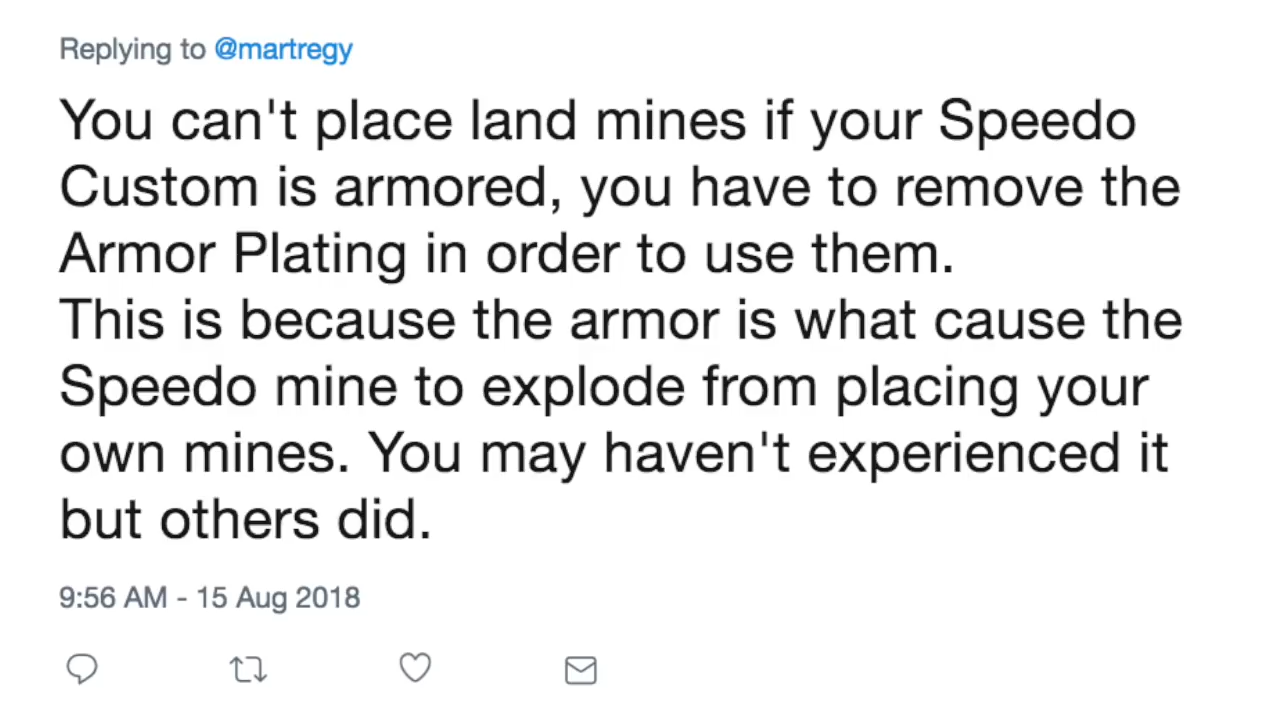 Replying to @martregy
You can't place land mines if your Speedo
Custom is armored, you have to remove the
Armor Plating in order to use them.
This is because the armor is what cause the
Speedo mine to explode from placing your
own mines. You may haven't experienced it
but others did.
9:56 AM - 15 Aug 2018